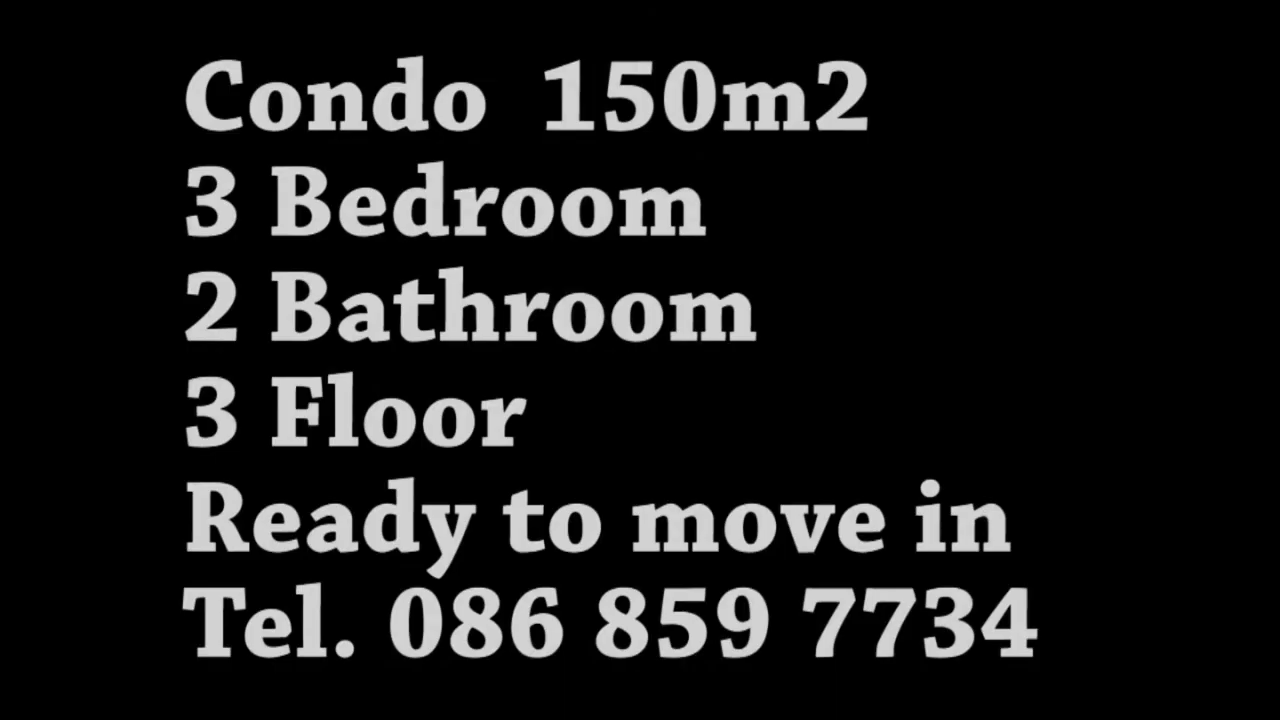 Condo  150m2
3 Bedroom
2 Bathroom
3 Floor
Ready to move in
Tel. 086 859 7734